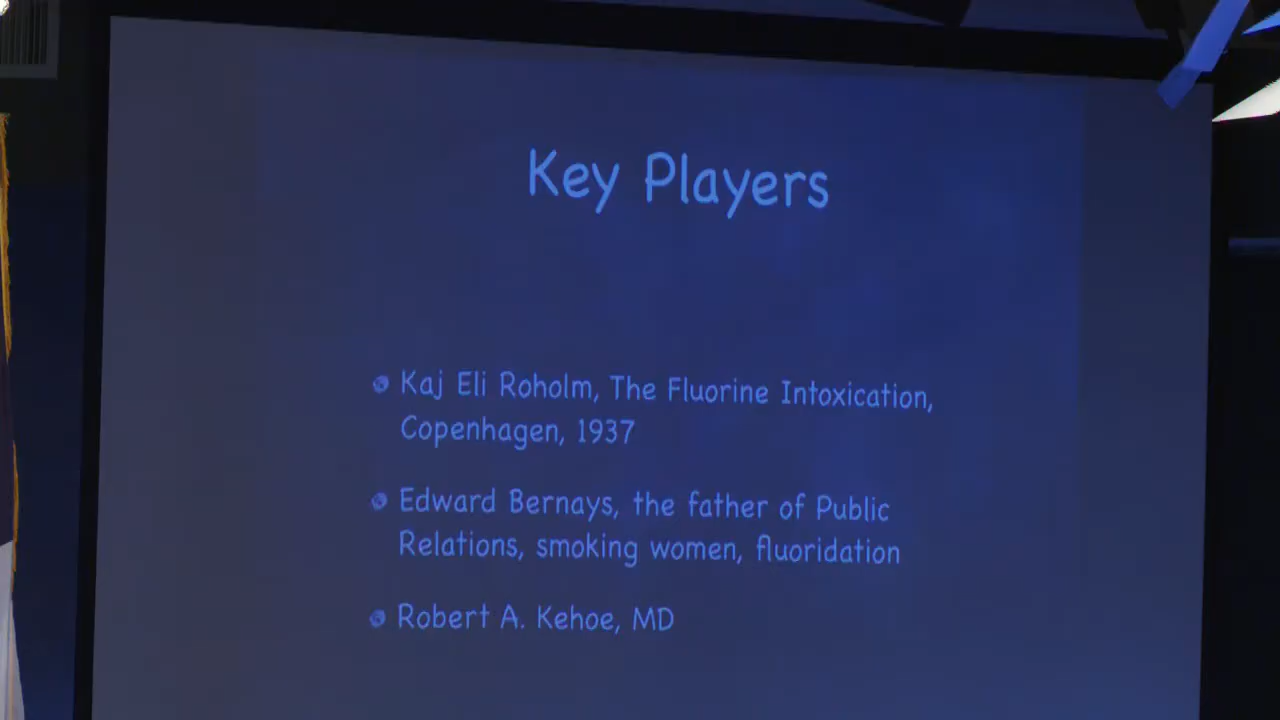 Key Players
Kaj Eli Roholm, The Fluorine Intoxication,
Copenhagen, 1937
Edward Bernays, the father of Public
Relations, smoking women, fluoridation
Robert A. Kehoe, MD